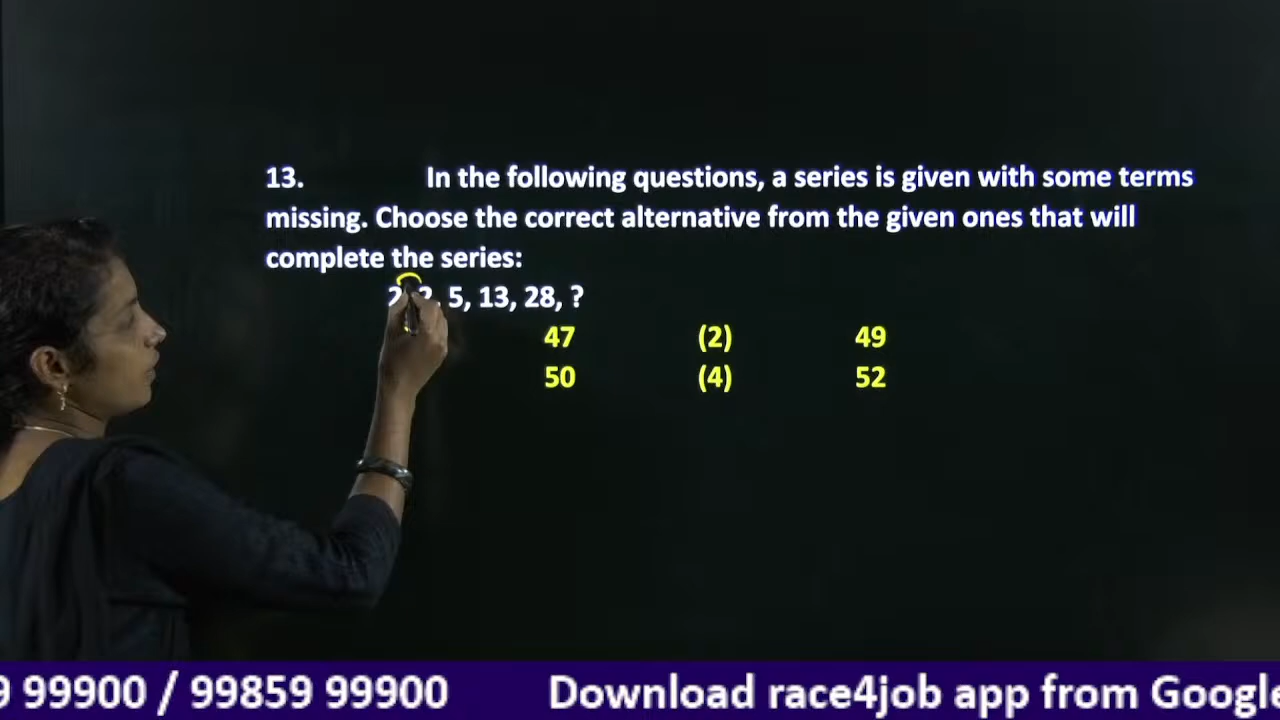 13. In the following questions, a series is given with some terms
missing. Choose the correct alternative from the given ones that will
complete the series:
2, 2, 5, 13, 28, ?
47 (2) 49
50 (4) 52
9 99900 / 99859 99900 Download race4job app from Google